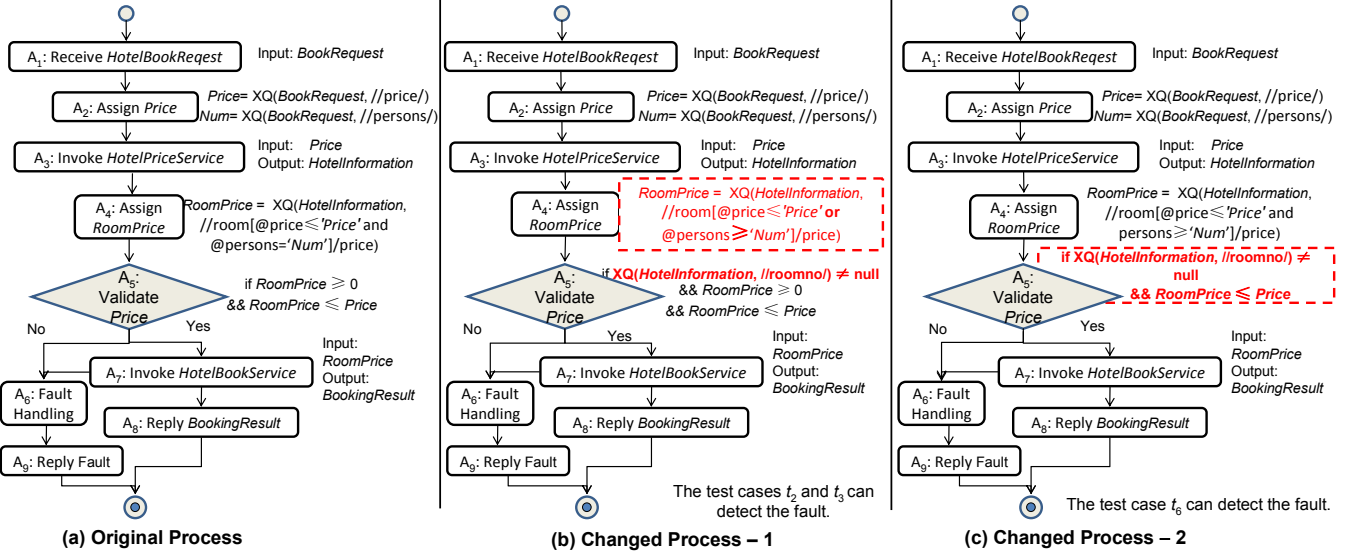 A1: Receive HotelBookReqest
Input: BookRequest
A2: Assign Price
Price= XQ(BookRequest, //price/)
Num= XQ(BookRequest, //persons/)
A3: Invoke HotelPriceService
Input: Price
Output: HotelInformation
A4: Assign
RoomPrice
RoomPrice = XQ(HotelInformation,
//room[@price≤'Price' and
@persons='Num']/price)
A5:
Validate
Price
if RoomPrice ≥ 0
&& RoomPrice ≤ Price
No
Yes
Input:
RoomPrice
Output:
BookingResult
A7: Invoke HotelBookService
A6: Fault
Handling
A8: Reply BookingResult
A9: Reply Fault
(a) Original Process
A1: Receive HotelBookReqest
Input: BookRequest
A2: Assign Price
Price= XQ(BookRequest, //price/)
Num= XQ(BookRequest, //persons/)
A3: Invoke HotelPriceService
Input: Price
Output: HotelInformation
A4: Assign
RoomPrice
RoomPrice = XQ(HotelInformation,
//room[@price≤'Price' or
@persons≥'Num']/price)
A5:
Validate
Price
if XQ(HotelInformation, //roomno/) ≠ null
&& RoomPrice ≥ 0
&& RoomPrice ≤ Price
No
Yes
Input:
RoomPrice
Output:
BookingResult
A7: Invoke HotelBookService
A6: Fault
Handling
A8: Reply BookingResult
A9: Reply Fault
The test cases t2 and t3 can
detect the fault.
(b) Changed Process – 1
A1: Receive HotelBookReqest
Input: BookRequest
A2: Assign Price
Price= XQ(BookRequest, //price/)
Num= XQ(BookRequest, //persons/)
A3: Invoke HotelPriceService
Input: Price
Output: HotelInformation
A4: Assign
RoomPrice
RoomPrice = XQ(HotelInformation,
//room[@price≤'Price' and
persons≥'Num']/price)
A5:
Validate
Price
if XQ(HotelInformation, //roomno/) ≠
null
&& RoomPrice ≤ Price
No
Yes
Input:
RoomPrice
Output:
BookingResult
A7: Invoke HotelBookService
A6: Fault
Handling
A8: Reply BookingResult
A9: Reply Fault
The test case t6 can detect the fault.
(c) Changed Process – 2